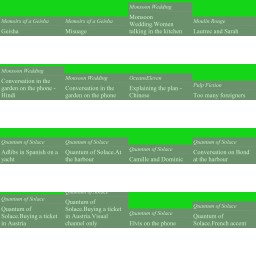 Memoirs of a Geisha
Geisha
Memoirs of a Geisha
Misuage
Monsoon Wedding
Monsoon
Wedding.Women
talking in the kitchen
Moulin Rouge
Lautrec and Satah
Monsoon Wedding
Conversation in the
garden on the phone -
Hindi
Monsoon Wedding
Conversation in the
garden on the phone
OceansEleven
Explaining the plan -
Chinese
Pulp Fiction
Too many foreigners
Quantum of Solace
Adlibs in Spanish on a
yacht
Quantum of Solace
Quantum of Solace.At
the harbour
Quantum of Solace
Camille and Dominic
Quantum of Solace
Conversation on Bond
at the harbour
Quantum of Solace
Quantum of
Solace.Buying a ticket
in Austria
Quantum of Solace
Quantum of
Solace.Buying a ticket
in Austria.Visual
channel only
Quantum of Solace
Elvis on the phone
Quantum of Solace
Quantum of
Solace.French accent